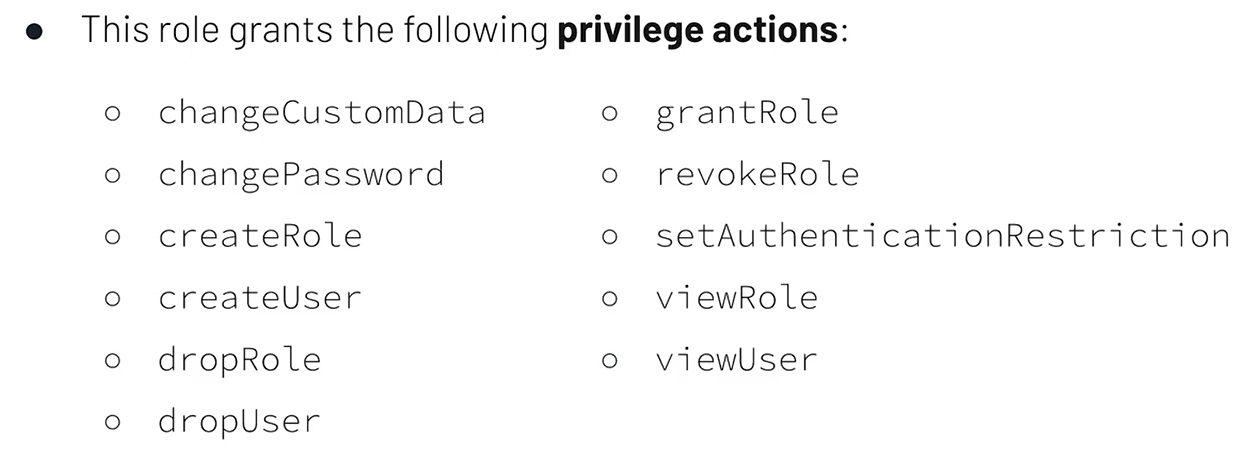 ● This role grants the following privilege actions:
○ changeCustomData
○ changePassword
○ createRole
○ createUser
○ dropRole
○ dropUser
○ grantRole
○ revokeRole
○ setAuthenticationRestriction
○ viewRole
○ viewUser